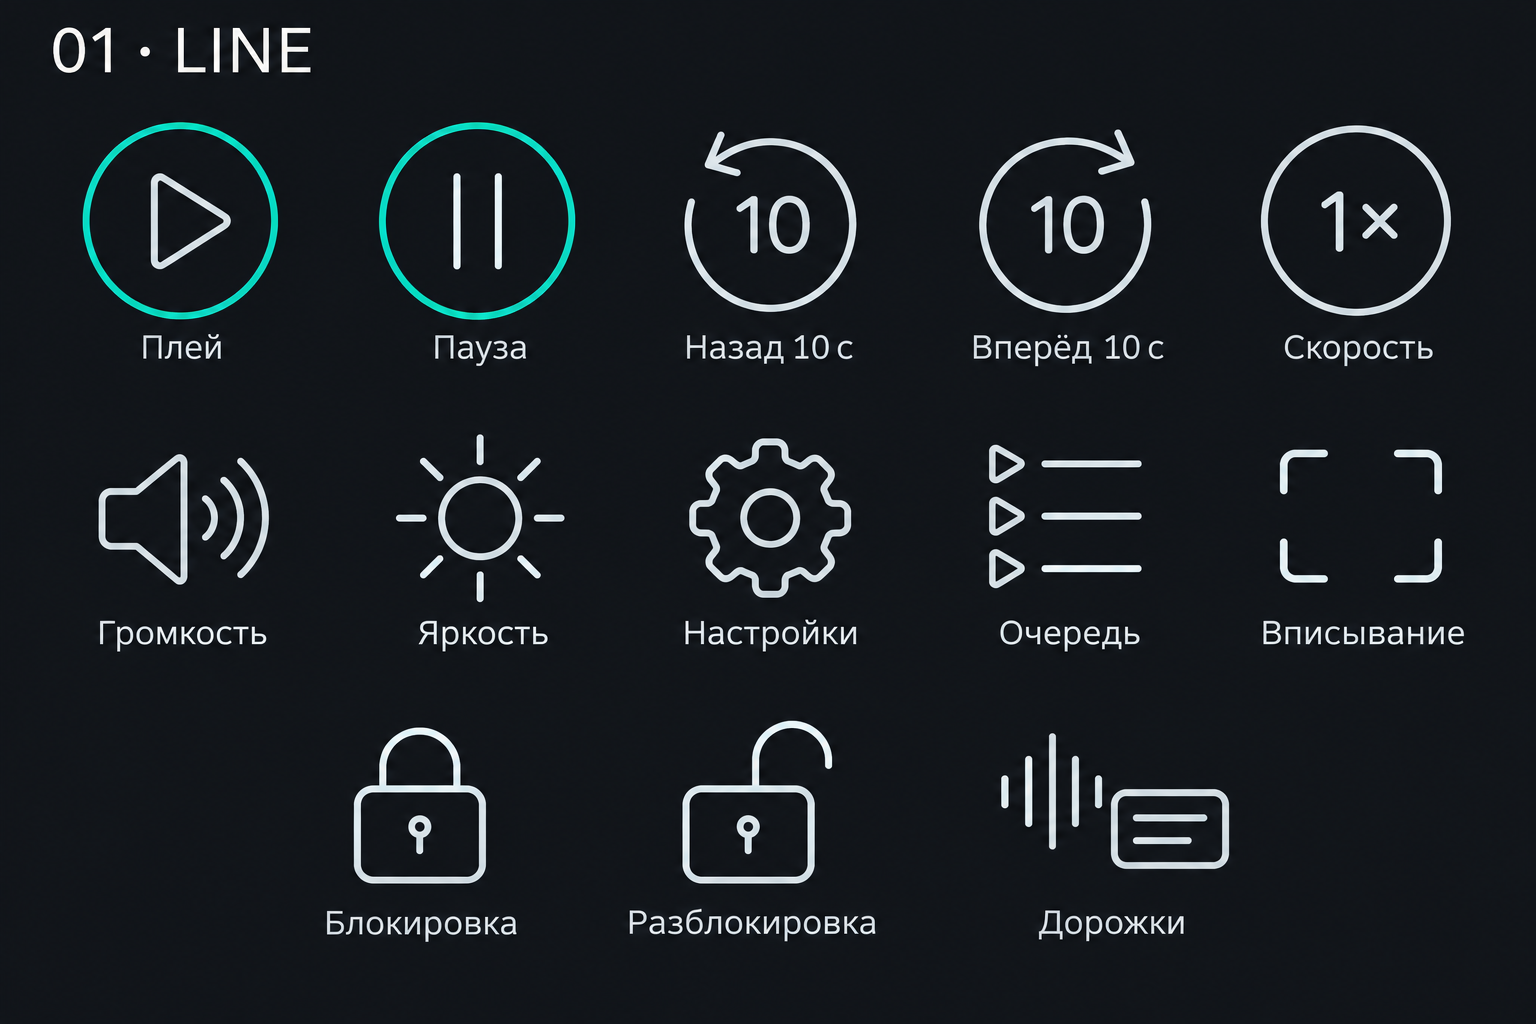 01 · LINE
10
10
1×
Плей
Пауза
Назад 10 с
Вперёд 10 с
Скорость
Громкость
Яркость
Настройки
Очередь
Вписывание
Блокировка
Разблокировка
Дорожки